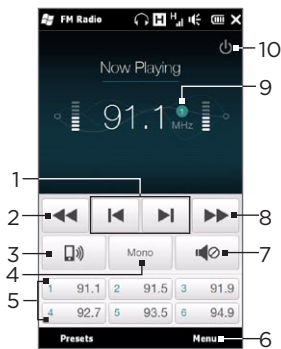 FM Radio H H
10
Now Playing
9
91.1 1 MHz
1
2 8
3 Mono 7
4
5
1 91.1 2 91.5 3 91.9
4 92.7 5 93.5 6 94.9
Presets Menu 6